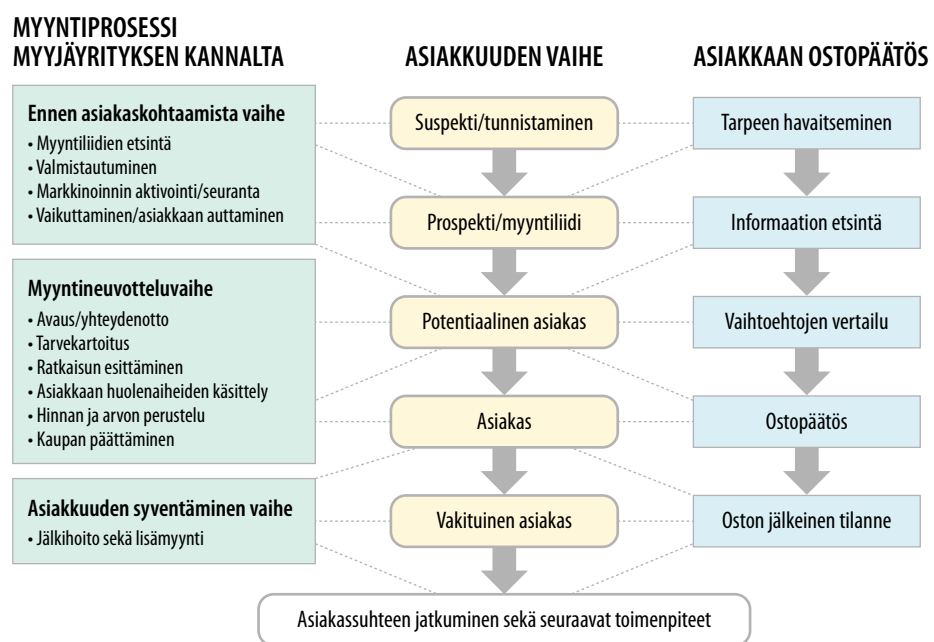 MYYNTIPROSESSI
MYYJÄYRITYKSEN KANNALTA
Ennen asiakaskohtaamista vaihe
• Myyntiliidien etsintä
• Valmistautuminen
• Markkinoinnin aktivointi/seuranta
• Vaikuttaminen/asiakkaan auttaminen
Myyntineuvotteluvaihe
• Avaus/yhteydenotto
• Tarvekartoitus
• Ratkaisun esittäminen
• Asiakkaan huolenaiheiden käsittely
• Hinnan ja arvon perustelu
• Kaupan päättäminen
Asiakkuuden syventäminen vaihe
• Jälkihoito sekä lisämyynti
ASIAKKUUDEN VAIHE
Suspekti/tunnistaminen
Prospekti/myyntiliidi
Potentiaalinen asiakas
Asiakas
Vakituinen asiakas
ASIAKKAAN OSTOPÄÄTÖS
Tarpeen havaitseminen
Informaation etsintä
Vaihtoehtojen vertailu
Ostopäätös
Oston jälkeinen tilanne
Asiakassuhteen jatkuminen sekä seuraavat toimenpiteet